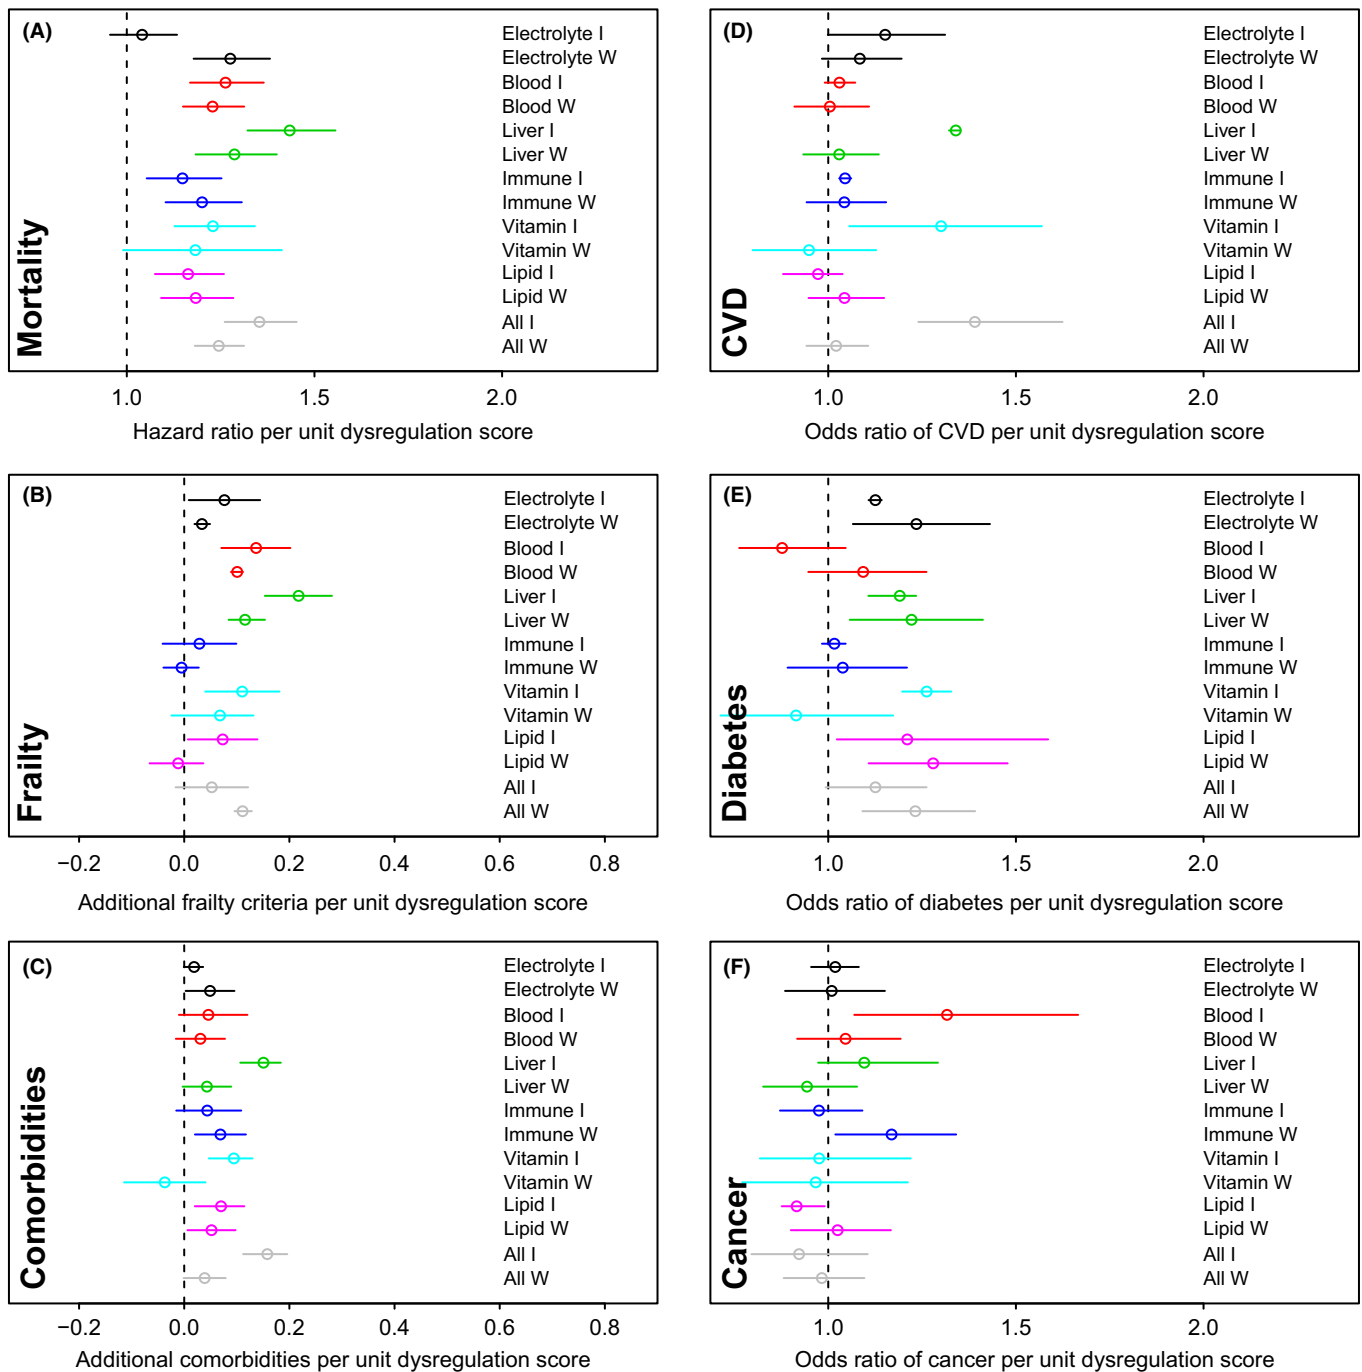 (A)
Mortality
Electrolyte I
Electrolyte W
Blood I
Blood W
Liver I
Liver W
Immune I
Immune W
Vitamin I
Vitamin W
Lipid I
Lipid W
All I
All W
1.0 1.5 2.0
Hazard ratio per unit dysregulation score
(D)
CVD
Electrolyte I
Electrolyte W
Blood I
Blood W
Liver I
Liver W
Immune I
Immune W
Vitamin I
Vitamin W
Lipid I
Lipid W
All I
All W
1.0 1.5 2.0
Odds ratio of CVD per unit dysregulation score
(B)
Frailty
Electrolyte I
Electrolyte W
Blood I
Blood W
Liver I
Liver W
Immune I
Immune W
Vitamin I
Vitamin W
Lipid I
Lipid W
All I
All W
−0.2 0.0 0.2 0.4 0.6 0.8
Additional frailty criteria per unit dysregulation score
(E)
Diabetes
Electrolyte I
Electrolyte W
Blood I
Blood W
Liver I
Liver W
Immune I
Immune W
Vitamin I
Vitamin W
Lipid I
Lipid W
All I
All W
1.0 1.5 2.0
Odds ratio of diabetes per unit dysregulation score
(C)
Comorbidities
Electrolyte I
Electrolyte W
Blood I
Blood W
Liver I
Liver W
Immune I
Immune W
Vitamin I
Vitamin W
Lipid I
Lipid W
All I
All W
−0.2 0.0 0.2 0.4 0.6 0.8
Additional comorbidities per unit dysregulation score
(F)
Cancer
Electrolyte I
Electrolyte W
Blood I
Blood W
Liver I
Liver W
Immune I
Immune W
Vitamin I
Vitamin W
Lipid I
Lipid W
All I
All W
1.0 1.5 2.0
Odds ratio of cancer per unit dysregulation score